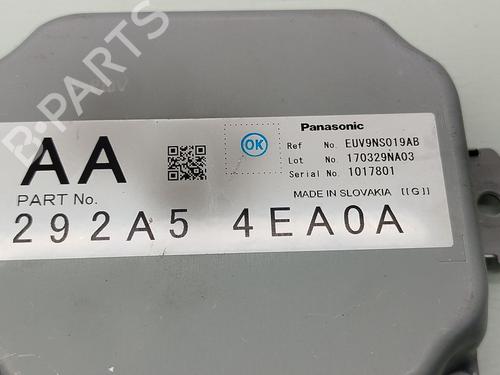 B-PARTS
AA
PART No.
292A5 4EA0A
OK
Panasonic
Ref No. EUV9NS019AB
Lot No. 170329NA03
Serial No. 1017801
MADE IN SLOVAKIA [[G]]